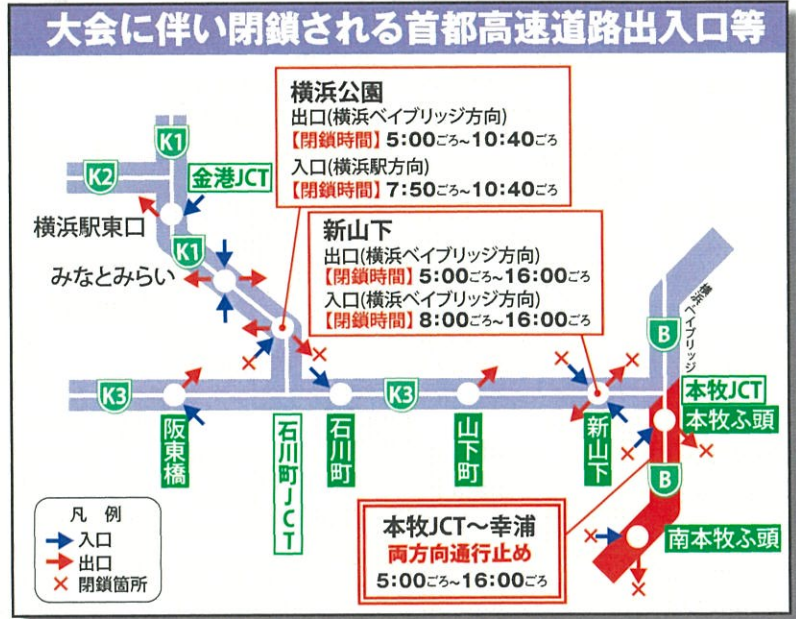 大会に伴い閉鎖される首都高速道路出入口等
横浜公園
出口(横浜ベイブリッジ方向)
【閉鎖時間】5:00ごろ~10:40ごろ
入口(横浜駅方向)
【閉鎖時間】7:50ごろ~10:40ごろ
K1
K2
金港JCT
横浜駅東口
K1
みなとみらい
新山下
出口(横浜ベイブリッジ方向)
【閉鎖時間】5:00ごろ~16:00ごろ
入口(横浜ベイブリッジ方向)
【閉鎖時間】8:00ごろ~16:00ごろ
横浜ベイブリッジ
B
K3
K3
本牧JCT
本牧ふ頭
阪東橋
石川町JCT
石川町
山下町
新山下
B
凡例
入口
出口
閉鎖箇所
本牧JCT~幸浦
両方向通行止め
5:00ごろ~16:00ごろ
南本牧ふ頭